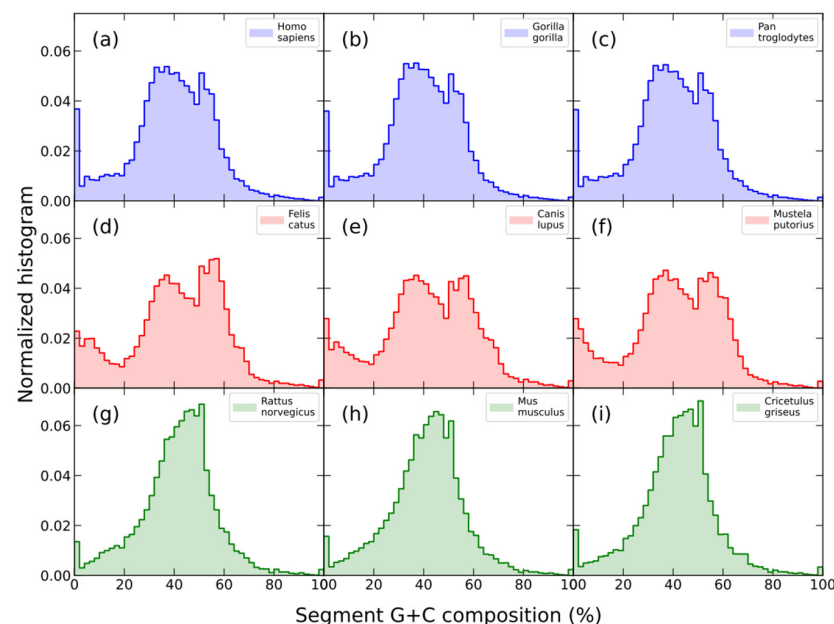 (a)
Homo
sapiens
(b)
Gorilla
gorilla
(c)
Pan
troglodytes
0.06
0.04
0.02
0.00
(d)
Felis
catus
(e)
Canis
lupus
(f)
Mustela
putorius
0.06
0.04
0.02
0.00
(g)
Rattus
norvegicus
(h)
Mus
musculus
(i)
Cricetulus
griseus
0.06
0.04
0.02
0.00
Normalized histogram
0 20 40 60 80 100 20 40 60 80 100 20 40 60 80 100
Segment G+C composition (%)